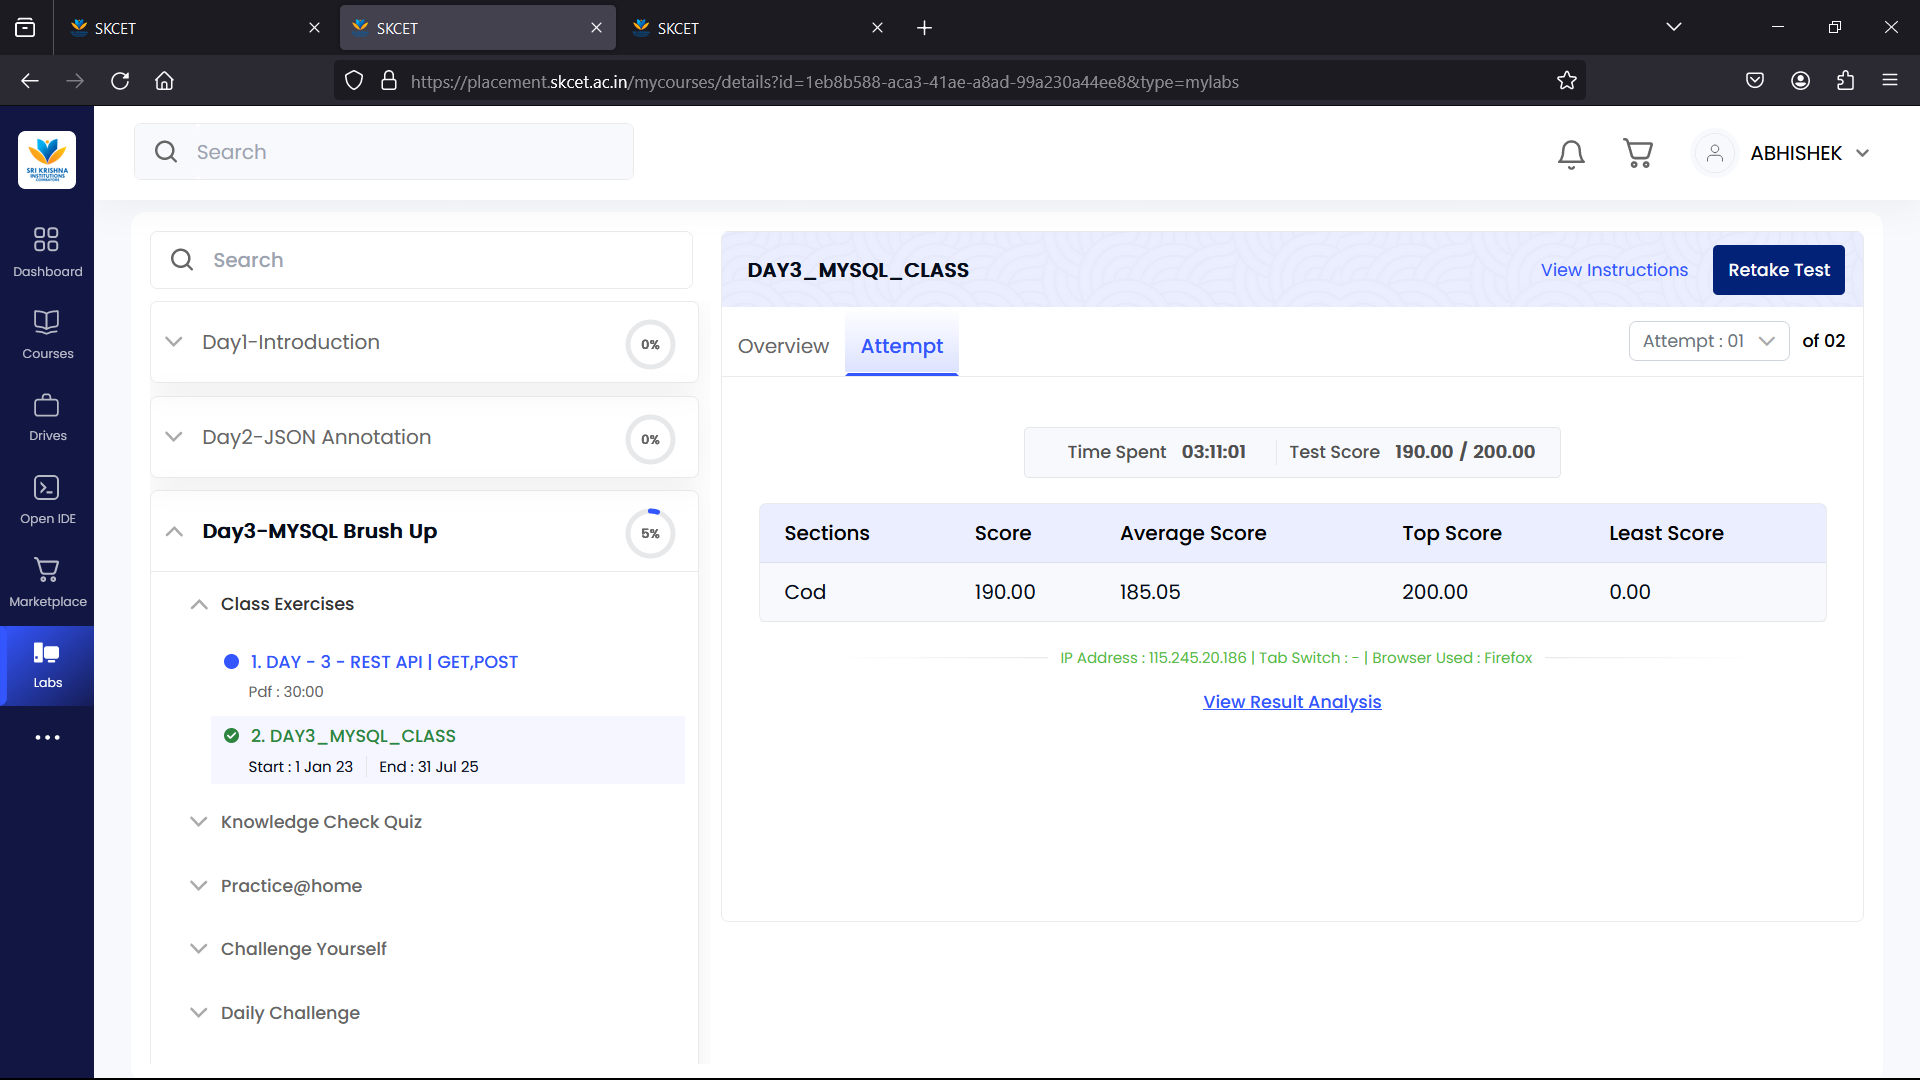 SKCET
SKCET
SKCET
https://placement.skcet.ac.in/mycourses/details?id=1eb8b588-aca3-41ae-a8ad-99a230a44ee8&type=mylabs
SRI KRISHNA
INSTITUTIONS
Search
ABHISHEK
Dashboard
Courses
Drives
Open IDE
Marketplace
Labs
Search
Day1-Introduction
0%
Day2-JSON Annotation
0%
Day3-MYSQL Brush Up
5%
Class Exercises
1. DAY - 3 - REST API | GET,POST
Pdf : 30:00
2. DAY3_MYSQL_CLASS
Start : 1 Jan 23 End : 31 Jul 25
Knowledge Check Quiz
Practice@home
Challenge Yourself
Daily Challenge
DAY3_MYSQL_CLASS
View Instructions
Retake Test
Overview
Attempt
Attempt : 01
of 02
Time Spent 03:11:01 Test Score 190.00 / 200.00
Sections Score Average Score Top Score Least Score
Cod 190.00 185.05 200.00 0.00
IP Address : 115.245.20.186 | Tab Switch : - | Browser Used : Firefox
View Result Analysis